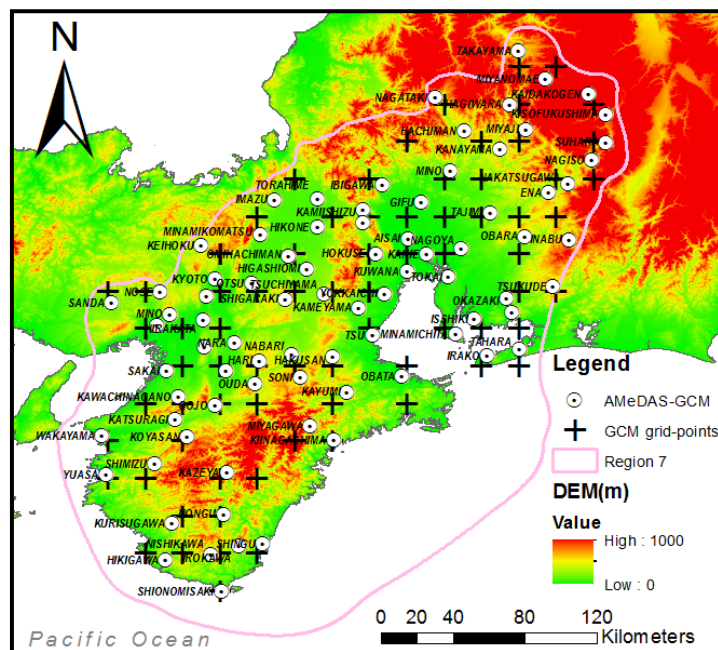 N
TAKAYAMA
MIYANOMAE
KAIDAKOGEN
NAGATAKI
HAGIWARA
KISOFUKUSHIMA
HACHIMAN
MIYAJI
KANAYAMA
SUHARA
NAGISO
MINO
NAKATSUGAWA
ENA
TORAHIME
IBIGAWA
IMAZU
GIFU
KAMIISHIZU
TAJIMI
MINAMIKOMATSU
HIKONE
KEIHOKU
AISAI
NAGOYA
OBARA
INABU
HOKUSEI
HIGASHIOMI
KUWANA
TOKAI
KYOTO
OTSU
TSUCHIYAMA
TSUKUDE
NOSE
SANDA
SHIGARAKI
YOKKAICHI
OKAZAKI
KAMEYAMA
MINO
HIRAKATA
ISSHIKI
TSU
MINAMICHITA
NARA
NABARI
TAHARA
HARI
HAKUSAN
IRAKO
SAKAI
OUDA
SONI
OBATA
KAWACHINAGANO
GOJO
KAYUMI
KATSURAGI
WAKAYAMA
KOYASAN
MIYAGAWA
KIINAGASHIMA
SHIMIZU
YUASA
KAZEYA
HONGU
KURISUGAWA
NISHIKAWA
SHINGU
HIKIGAWA
SHIONOMISAKI
Legend
AMeDAS-GCM
GCM grid-points
Region 7
DEM(m)
Value
High : 1000
Low : 0
0 20 40 80 120
Kilometers
Pacific Ocean